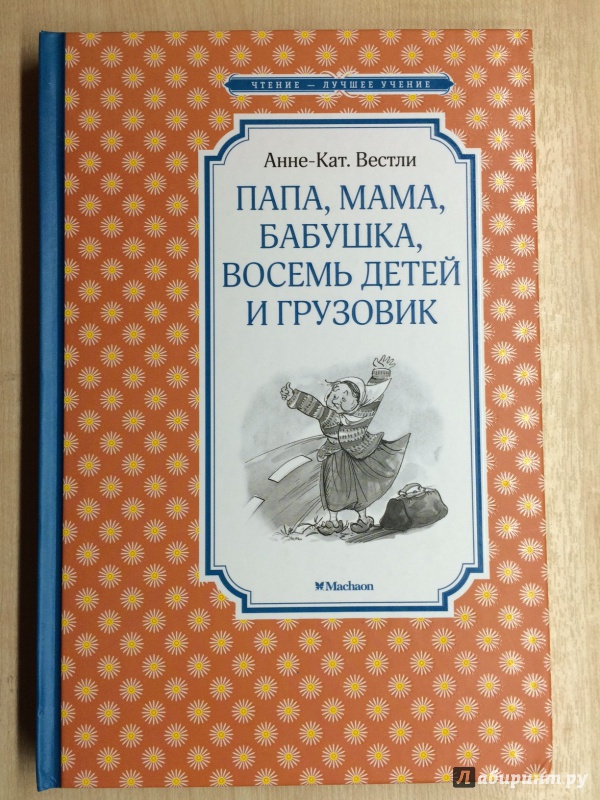 ЧТЕНИЕ — ЛУЧШЕЕ УЧЕНИЕ
Анне-Кат. Вестли
ПАПА, МАМА,
БАБУШКА,
ВОСЕМЬ ДЕТЕЙ
И ГРУЗОВИК
Machaon
Лабиринт.ру